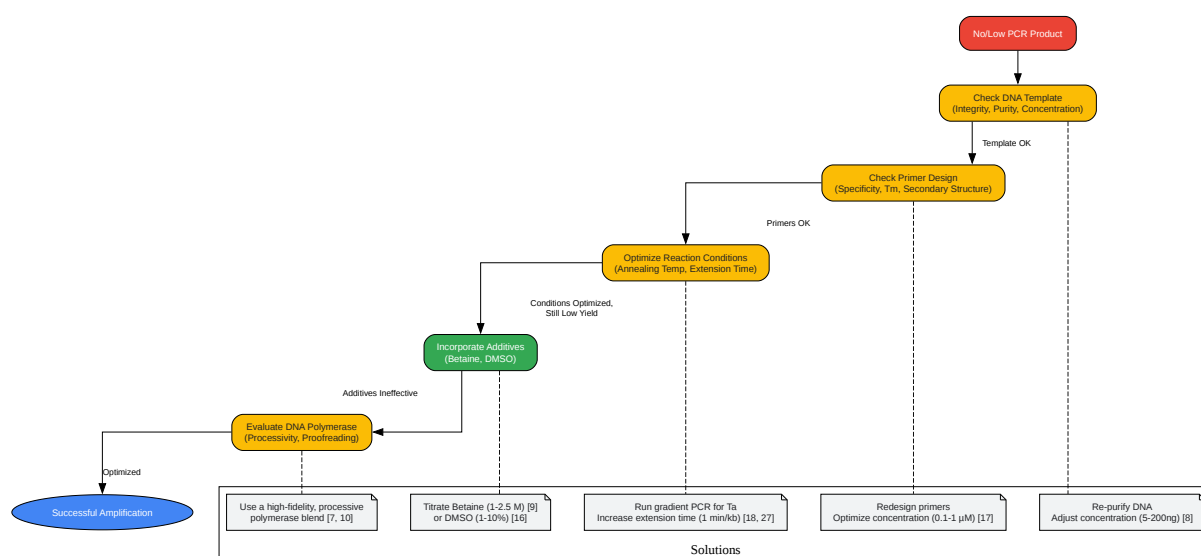 No/Low PCR Product
Check DNA Template
(Integrity, Purity, Concentration)
Template OK
Check Primer Design
(Specificity, Tm, Secondary Structure)
Primers OK
Optimize Reaction Conditions
(Annealing Temp, Extension Time)
Conditions Optimized,
Still Low Yield
Incorporate Additives
(Betaine, DMSO)
Additives Ineffective
Evaluate DNA Polymerase
(Processivity, Proofreading)
Optimized
Successful Amplification
Use a high-fidelity, processive
polymerase blend [7, 10]
Titrate Betaine (1-2.5 M) [9]
or DMSO (1-10%) [16]
Run gradient PCR for Ta
Increase extension time (1 min/kb) [18, 27]
Redesign primers
Optimize concentration (0.1-1 µM) [17]
Re-purify DNA
Adjust concentration (5-200ng) [8]
Solutions